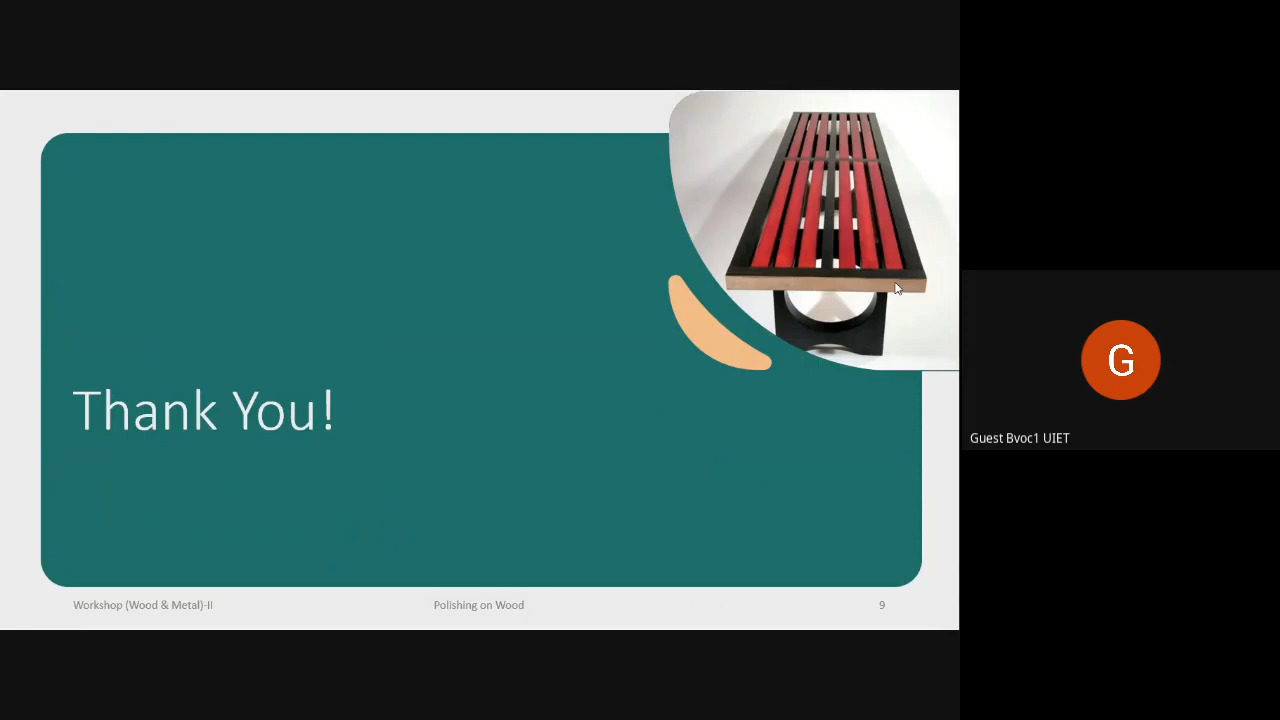 Thank You!
Workshop (Wood & Metal)-II
Polishing on Wood
9
G
Guest Bvoc1 UIET